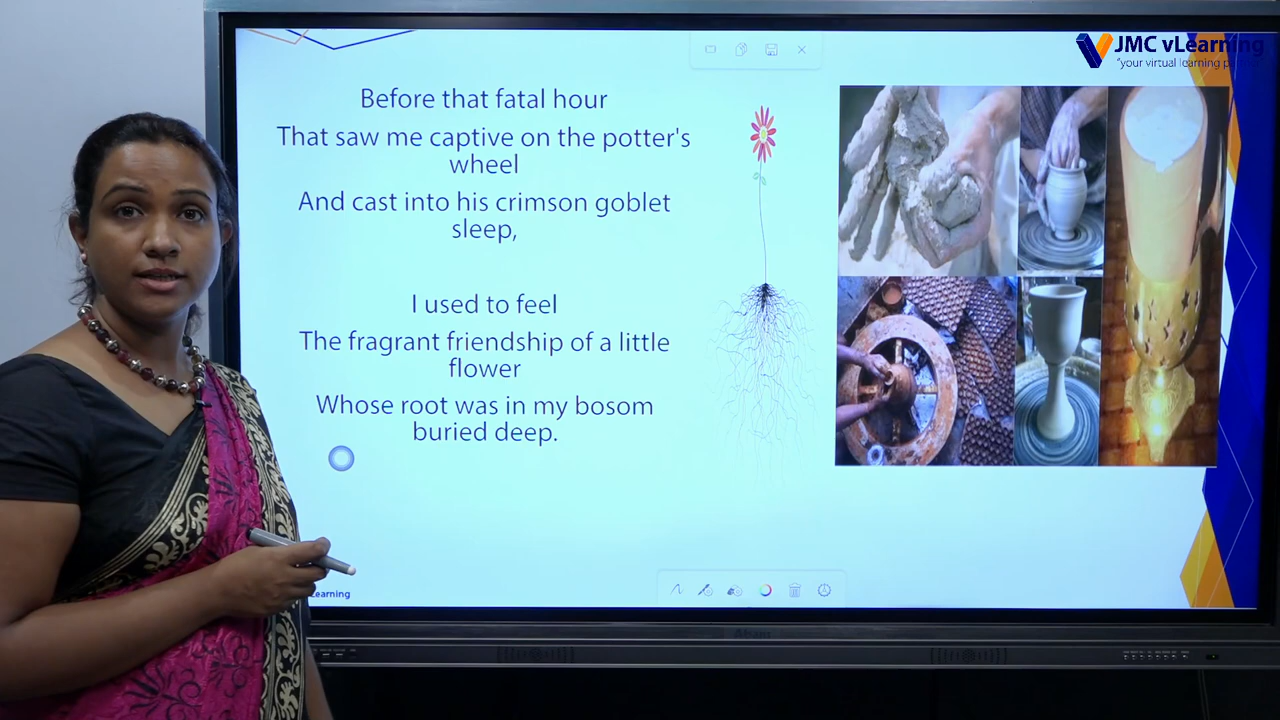 JMC vLearning
"your virtual learning p
Before that fatal hour
That saw me captive on the potter's
wheel
And cast into his crimson goblet
sleep,
I used to feel
The fragrant friendship of a little
flower
Whose root was in my bosom
buried deep.
Learning